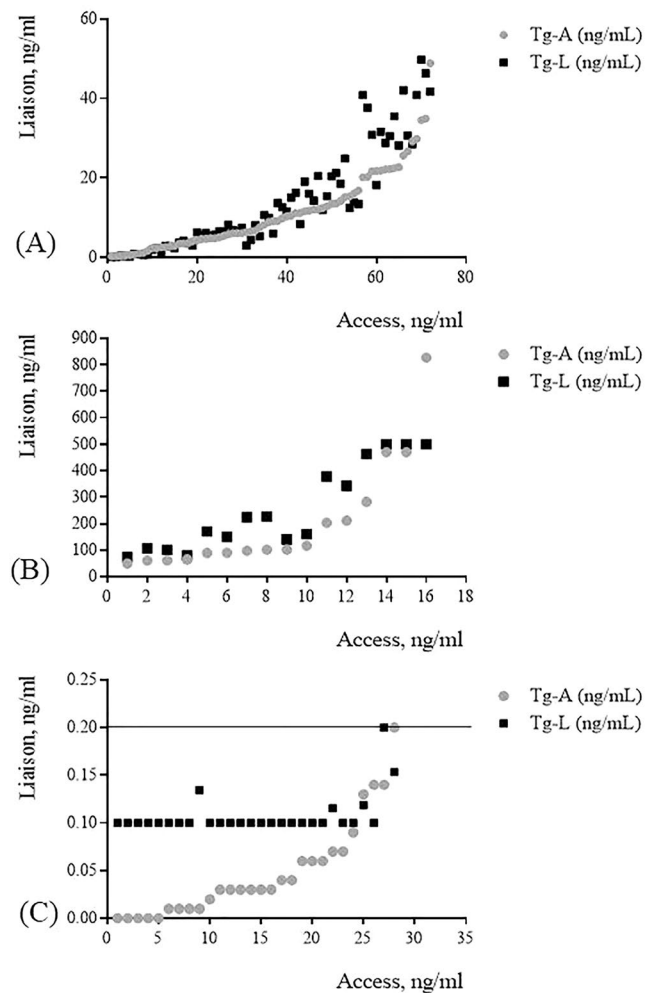 60
40
20
0
0
20
40
60
80
Liaison, ng/ml
Access, ng/ml
Tg-A (ng/mL)
Tg-L (ng/mL)
(A)
900
800
700
600
500
400
300
200
100
0
0
2
4
6
8
10
12
14
16
18
Liaison, ng/ml
Access, ng/ml
Tg-A (ng/mL)
Tg-L (ng/mL)
(B)
0.25
0.20
0.15
0.10
0.05
0.00
0
5
10
15
20
25
30
35
Liaison, ng/ml
Access, ng/ml
Tg-A (ng/mL)
Tg-L (ng/mL)
(C)